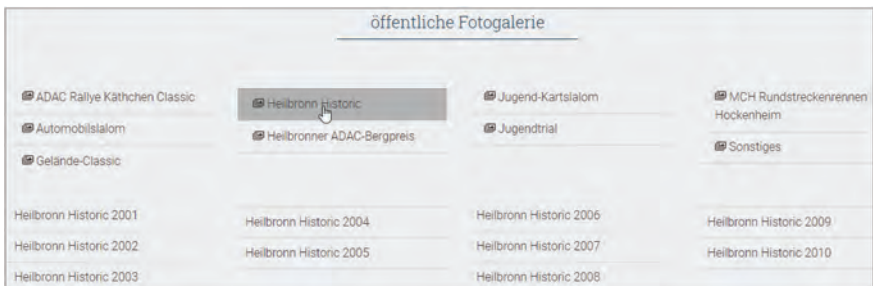 öffentliche Fotogalerie
ADAC Rallye Käthchen Classic
Automobilslalom
Gelände-Classic
Heilbronn Historic
Heilbronner ADAC-Bergpreis
Jugend-Kartslalom
Jugendtrial
MCH Rundstreckenrennen
Hockenheim
Sonstiges
Heilbronn Historic 2001
Heilbronn Historic 2002
Heilbronn Historic 2003
Heilbronn Historic 2004
Heilbronn Historic 2005
Heilbronn Historic 2006
Heilbronn Historic 2007
Heilbronn Historic 2008
Heilbronn Historic 2009
Heilbronn Historic 2010